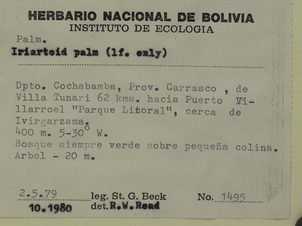 HERBARIO NACIONAL DE BOLIVIA
INSTITUTO DE ECOLOGIA
Palm.
Iriarteid palm (lf. only)
Dpto. Cochabamba, Prov. Carrasco , de
Villa Tunari 62 kms. hacia Puerto Vi-
llarroel "Parque Litoral", cerca de
Ivirgarzama.
400 m. 5-30° W.
Bosque siempre verde sobre pequeña colina.
Arbol - 20 m.
2.5.79 leg. St. G. Beck No. 1495
10.1980 det. R.W. Read